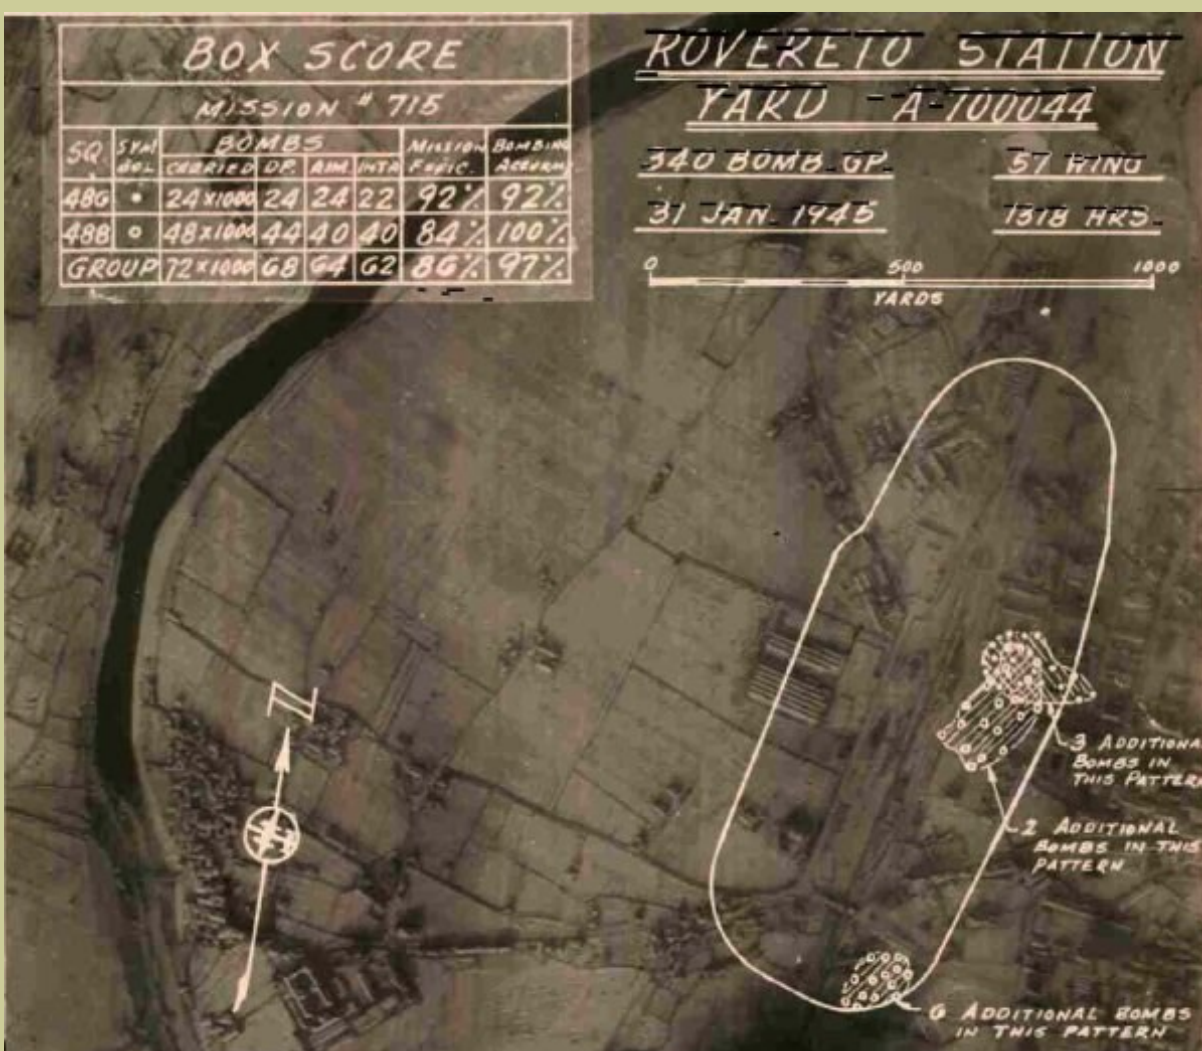 BOX SCORE
MISSION # 715
SQ. SYMBOL BOMBS MISSION EFFIC. BOMBING
CARRIED DP. AIM INTR
486 24x1000 24 24 22 92% 92%
488 48x1000 44 40 40 84% 100%
GROUP 72x1000 68 64 62 86% 97%
ROVERETO STATION
YARD - A-100044
340 BOMB. GP. 57 WING
31 JAN. 1945 1318 HRS.
0 500 1000
YARDS
N
3 ADDITIONAL
BOMBS IN
THIS PATTERN
2 ADDITIONAL
BOMBS IN THIS
PATTERN
6 ADDITIONAL BOMBS
IN THIS PATTERN